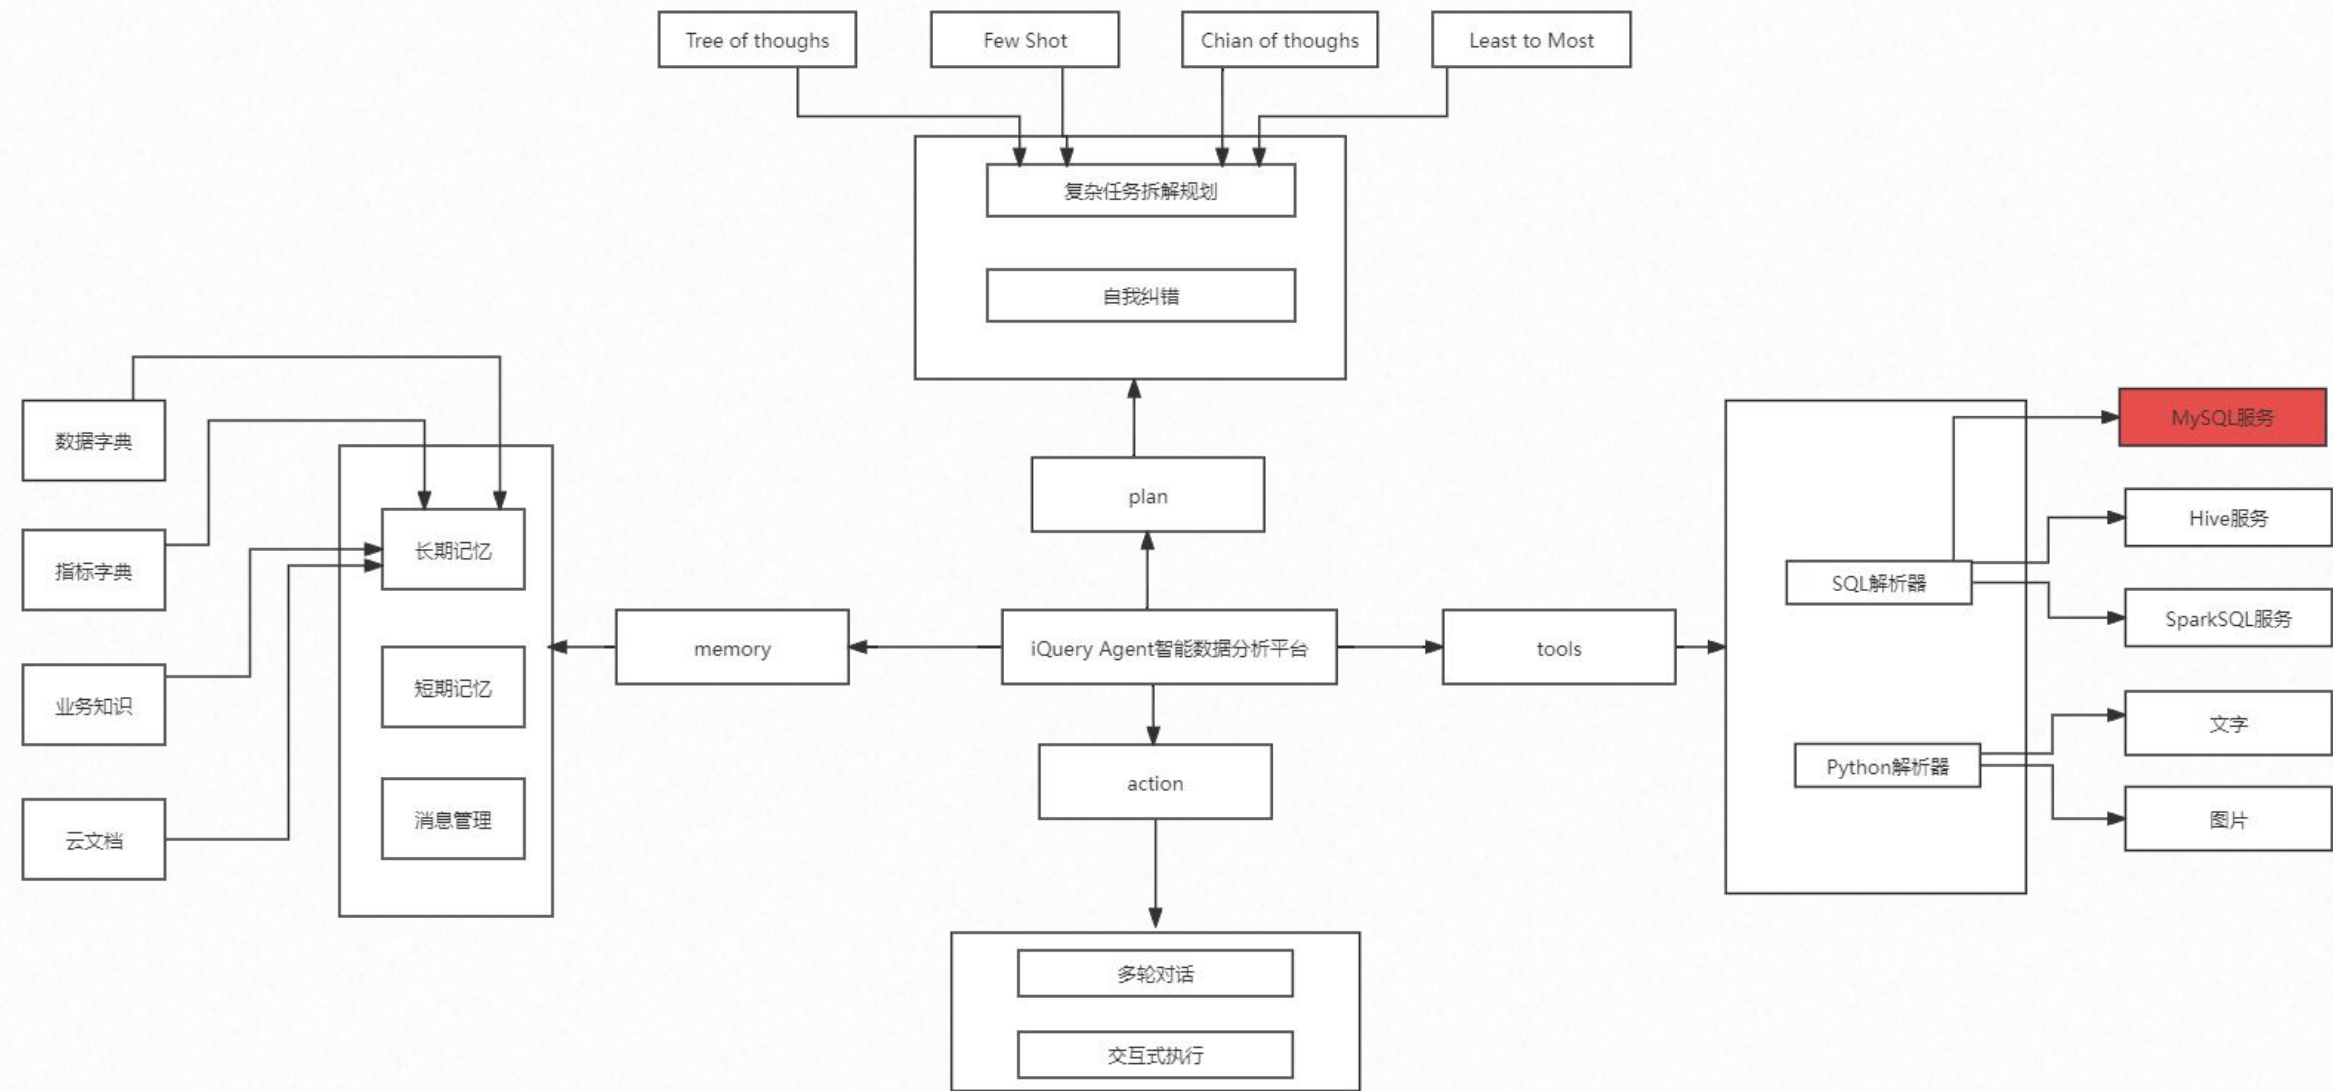 Tree of thoughs
Few Shot
Chian of thoughs
Least to Most
复杂任务拆解规划
自我纠错
数据字典
MySQL服务
plan
Hive服务
长期记忆
指标字典
SQL解析器
SparkSQL服务
memory
iQuery Agent智能数据分析平台
tools
短期记忆
业务知识
文字
Python解析器
action
消息管理
图片
云文档
多轮对话
交互式执行